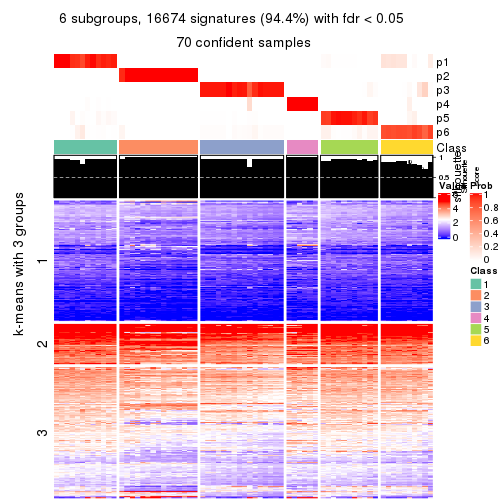 6 subgroups, 16674 signatures (94.4%) with fdr < 0.05
70 confident samples
p1
p2
p3
p4
p5
p6
Class
1
0.5
Silhouette
score
k-means with 3 groups
1
2
3
Value
4
2
0
Prob
1
0.8
0.6
0.4
0.2
0
Class
1
2
3
4
5
6